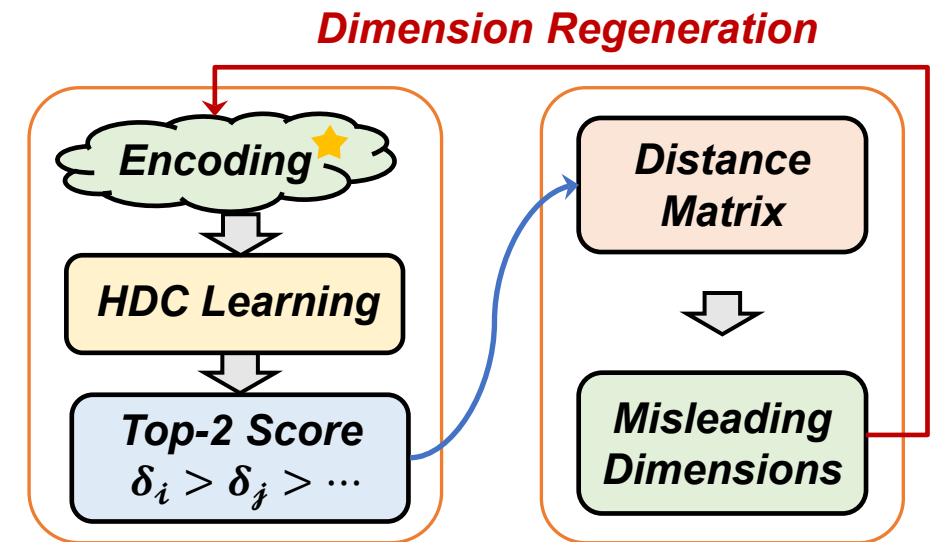 Dimension Regeneration
Encoding
HDC Learning
Top-2 Score
δᵢ > δⱼ > ⋯
Distance
Matrix
Misleading
Dimensions